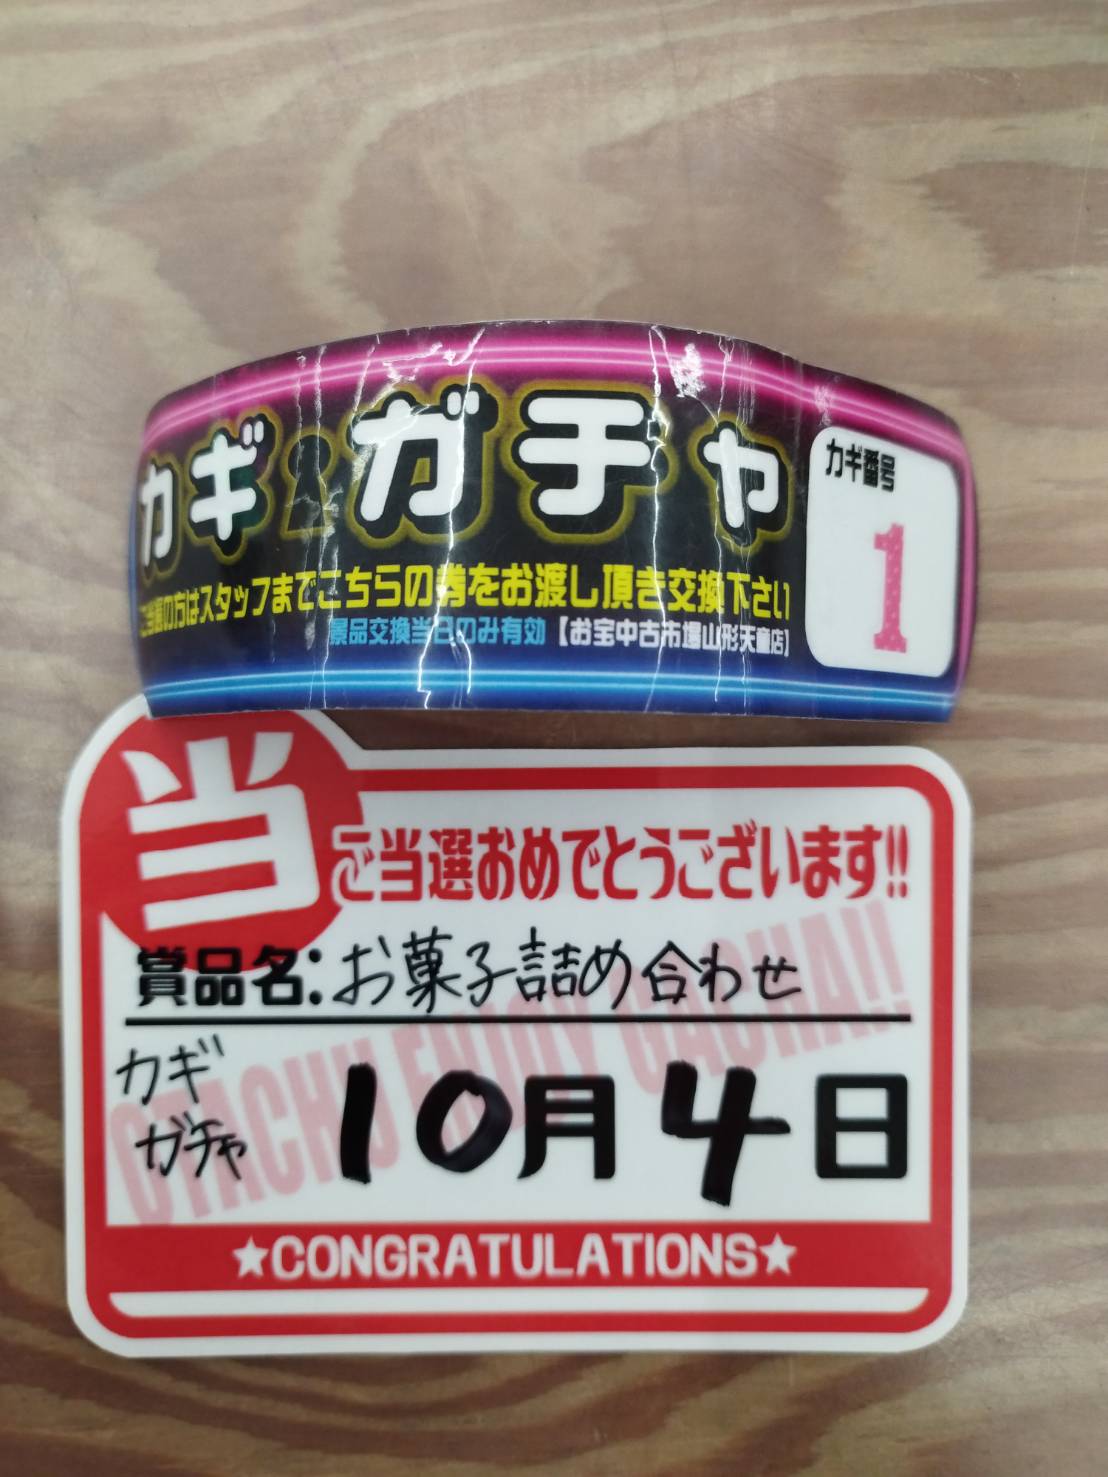 カギガチャ
カギ番号
1
ご当選の方はスタッフまでこちらの券をお渡し頂き交換下さい
景品交換当日のみ有効【お宝中古市場山形天童店】
当
ご当選おめでとうございます!!
賞品名:お菓子詰め合わせ
カギ
ガチャ
10月4日
OTACHU ENJOY GACHA!!
★CONGRATULATIONS★